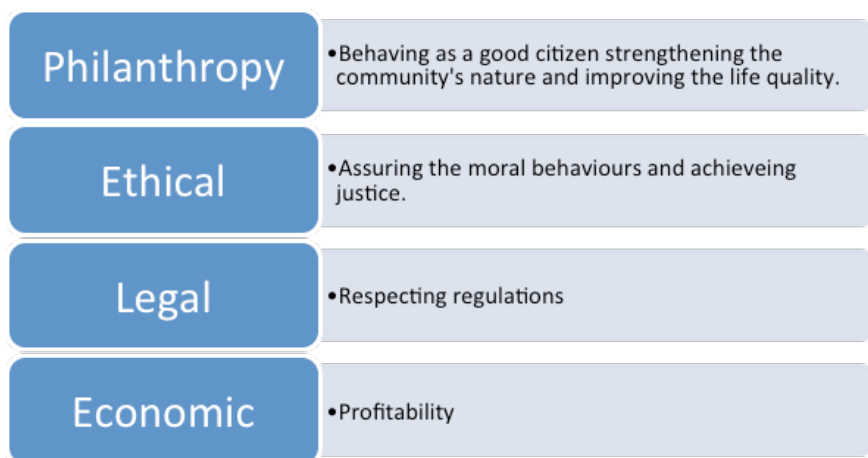 Philanthropy
•Behaving as a good citizen strengthening the
community's nature and improving the life quality.
Ethical
•Assuring the moral behaviours and achieveing
justice.
Legal
•Respecting regulations
Economic
•Profitability